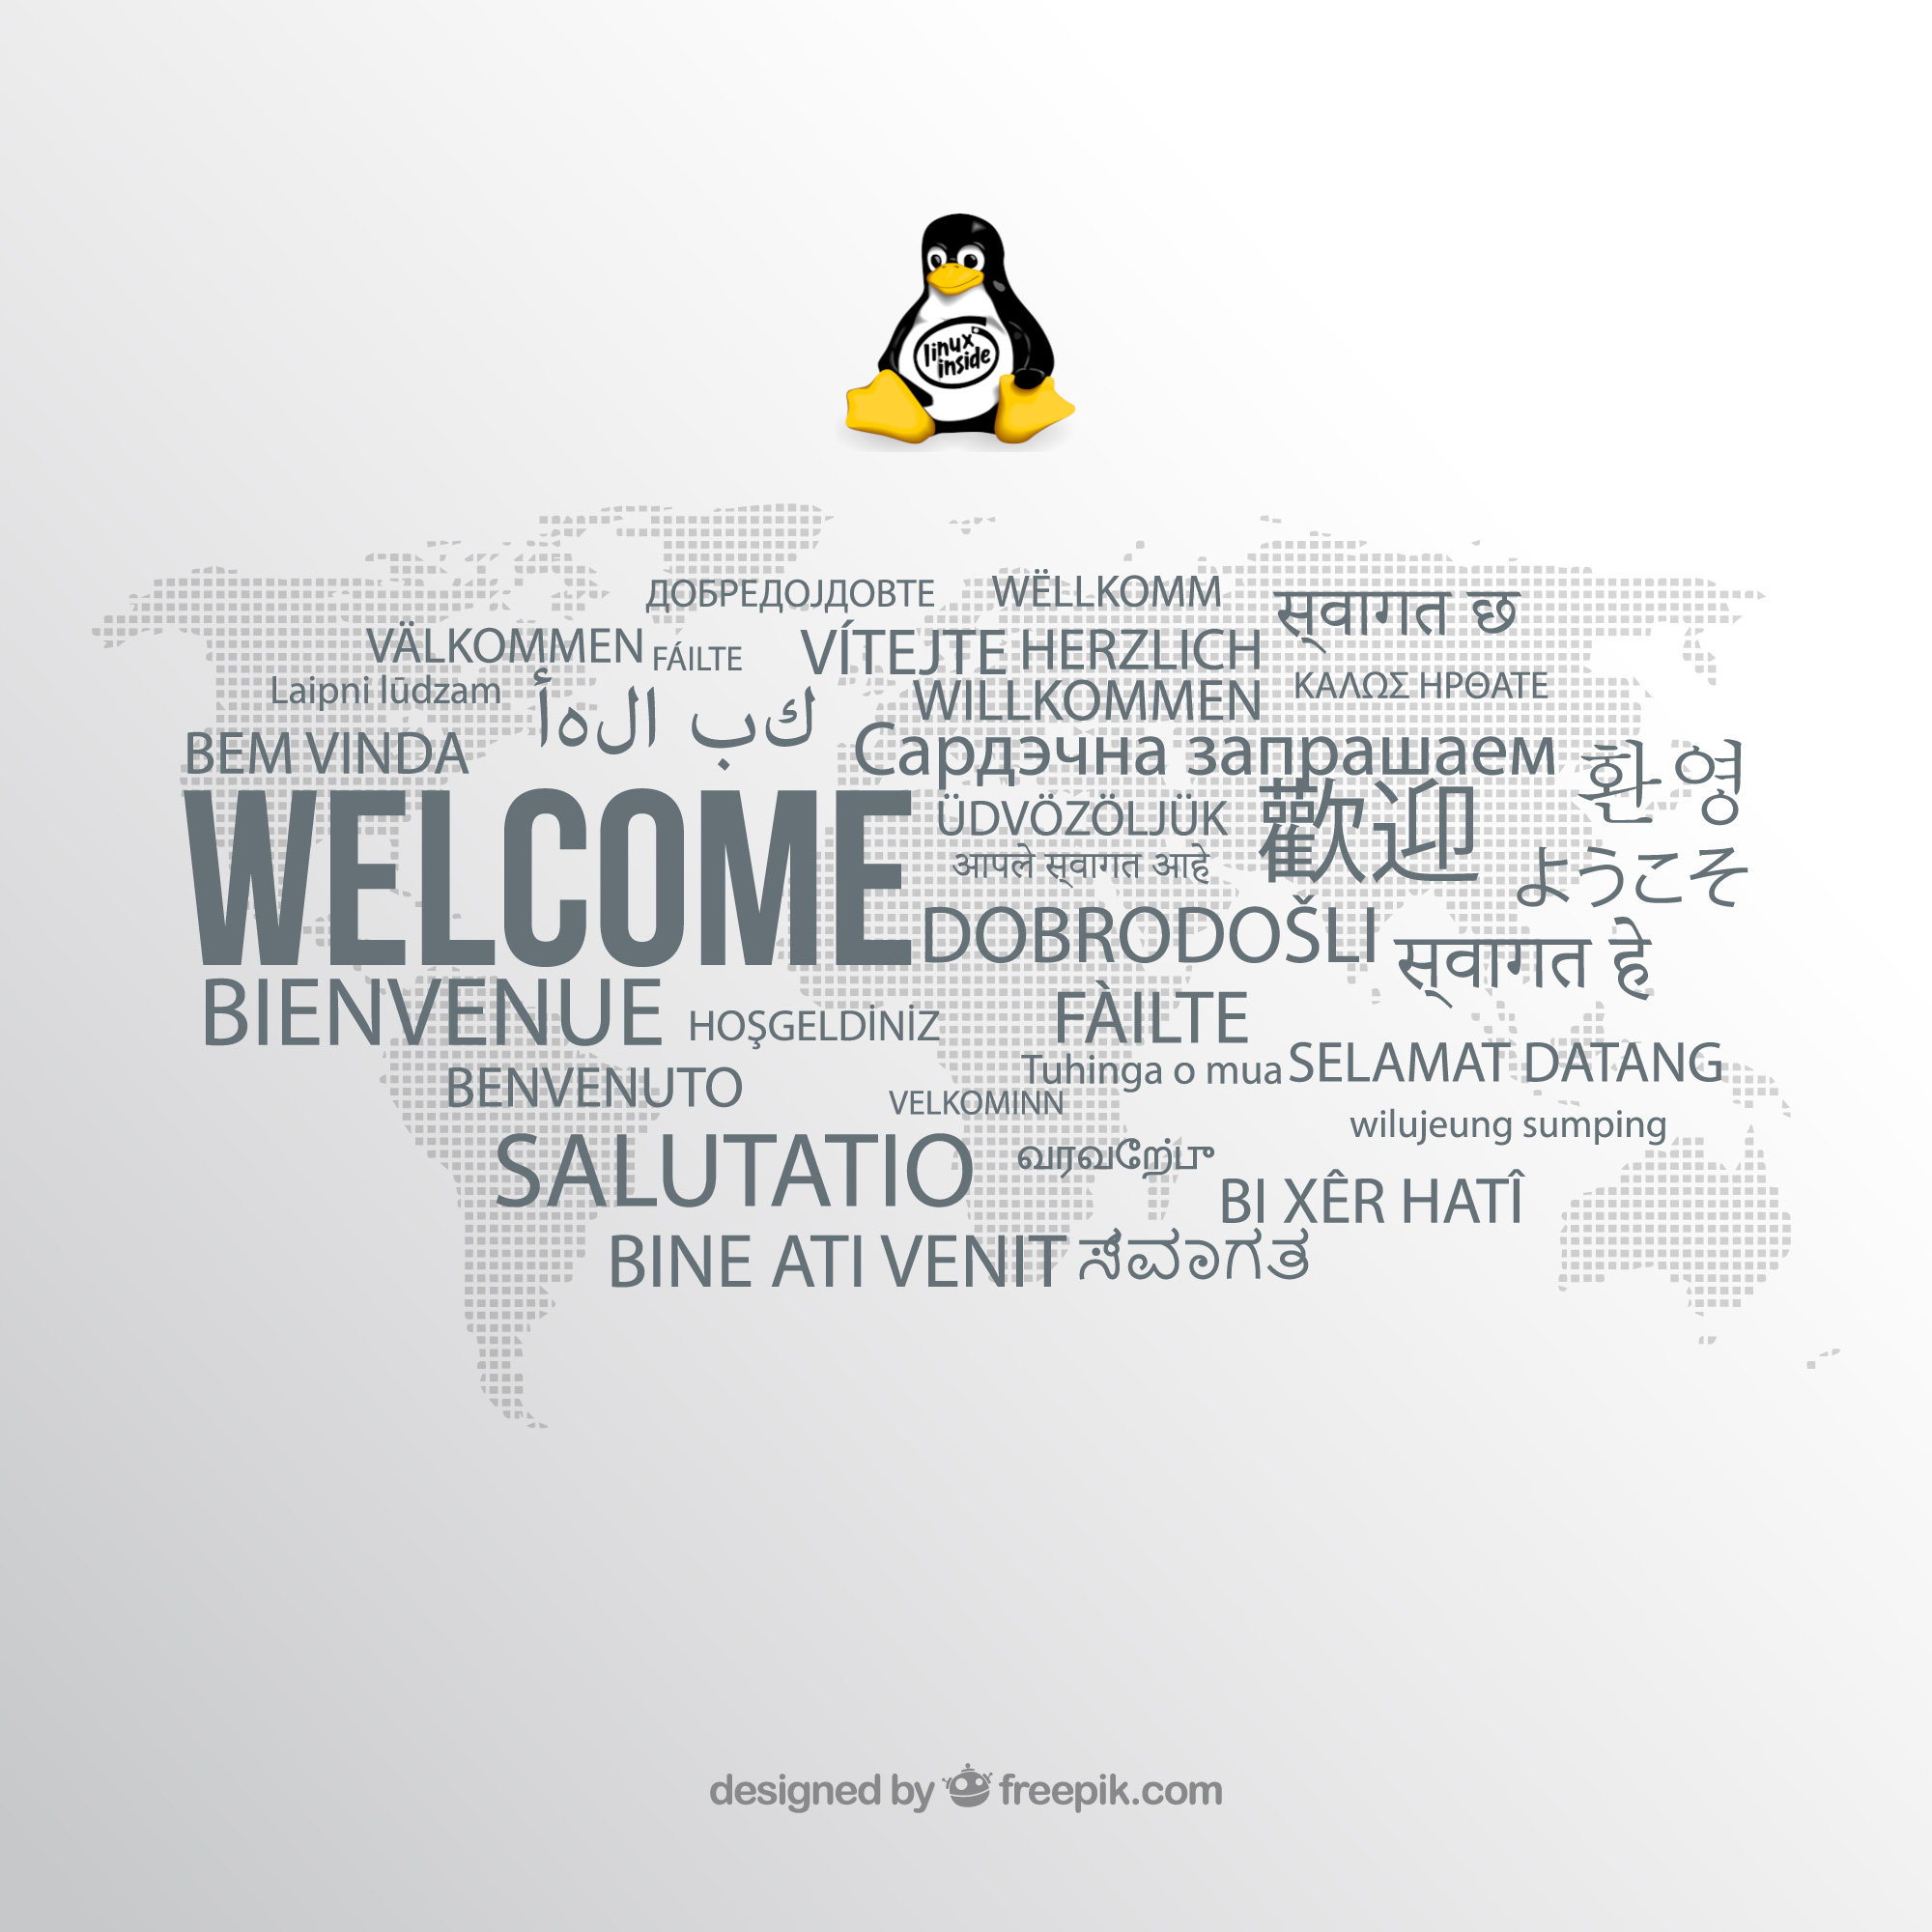 linux
inside
ДОБРЕДОЈДОВТЕ
WËLLKOMM
स्वागत छ
VÄLKOMMEN
FÁILTE
VÍTEJTE
HERZLICH
WILLKOMMEN
Laipni lūdzam
ΚΑΛΩΣ ΗΡΘΑΤΕ
أهال بك
BEM VINDA
Сардэчна запрашаем
환영
WELCOME
ÜDVÖZÖLJÜK
歡迎
आपले स्वागत आहे
ようこそ
DOBRODOŠLI
स्वागत हे
BIENVENUE
HOŞGELDİNİZ
FÀILTE
Tuhinga o mua
SELAMAT DATANG
BENVENUTO
VELKOMINN
wilujeung sumping
SALUTATIO
BI XÊR HATÎ
BINE ATI VENIT
designed by freepik.com